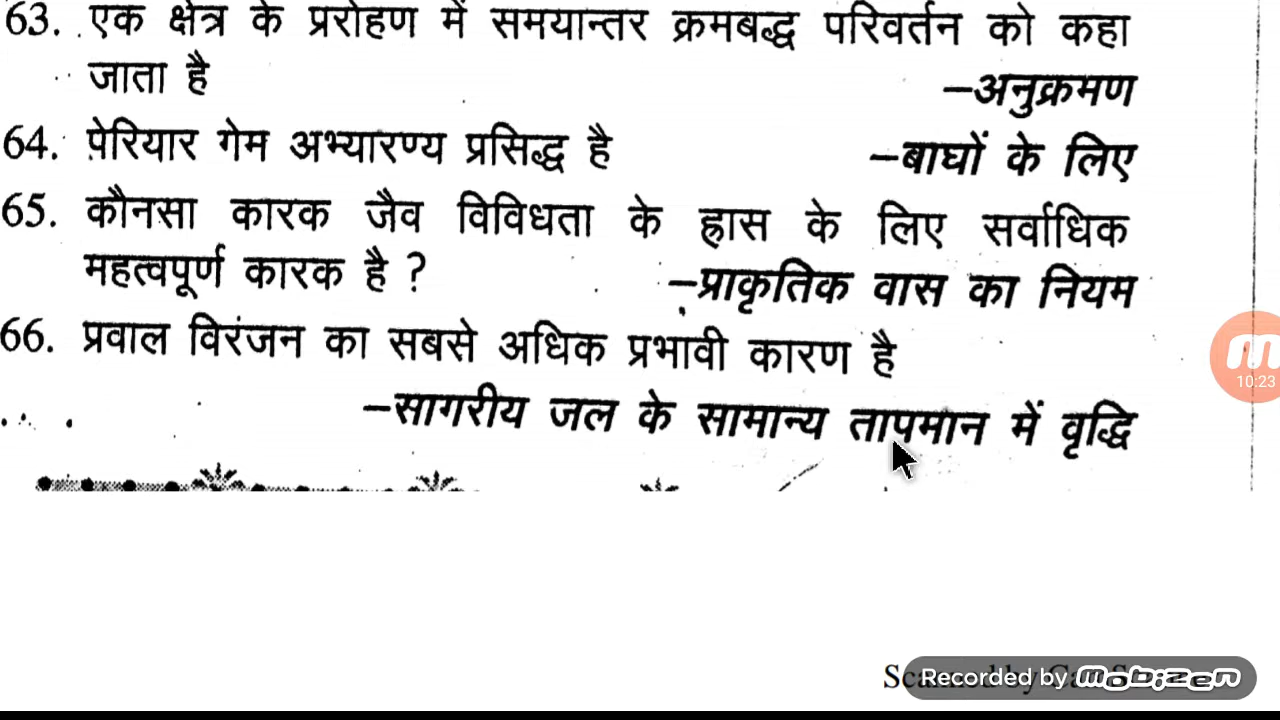 63. एक क्षेत्र के प्ररोहण में समयान्तर क्रमबद्ध परिवर्तन को कहा
जाता है –अनुक्रमण
64. पेरियार गेम अभ्यारण्य प्रसिद्ध है –बाघों के लिए
65. कौनसा कारक जैव विविधता के ह्रास के लिए सर्वाधिक
महत्वपूर्ण कारक है ? –प्राकृतिक वास का नियम
66. प्रवाल विरंजन का सबसे अधिक प्रभावी कारण है
–सागरीय जल के सामान्य तापमान में वृद्धि
10:23
Recorded by mobizen